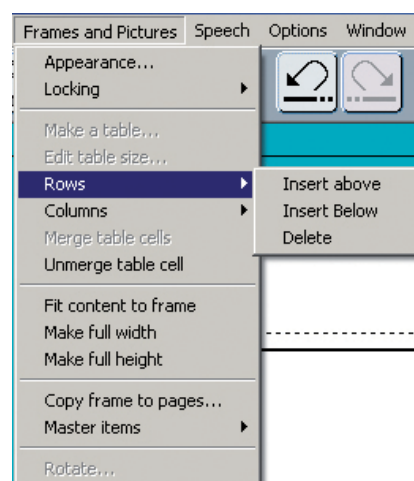 Frames and Pictures Speech Options Window
Appearance...
Locking
Make a table...
Edit table size...
Rows
Insert above
Columns
Insert Below
Merge table cells
Delete
Unmerge table cell
Fit content to frame
Make full width
Make full height
Copy frame to pages...
Master items
Rotate...